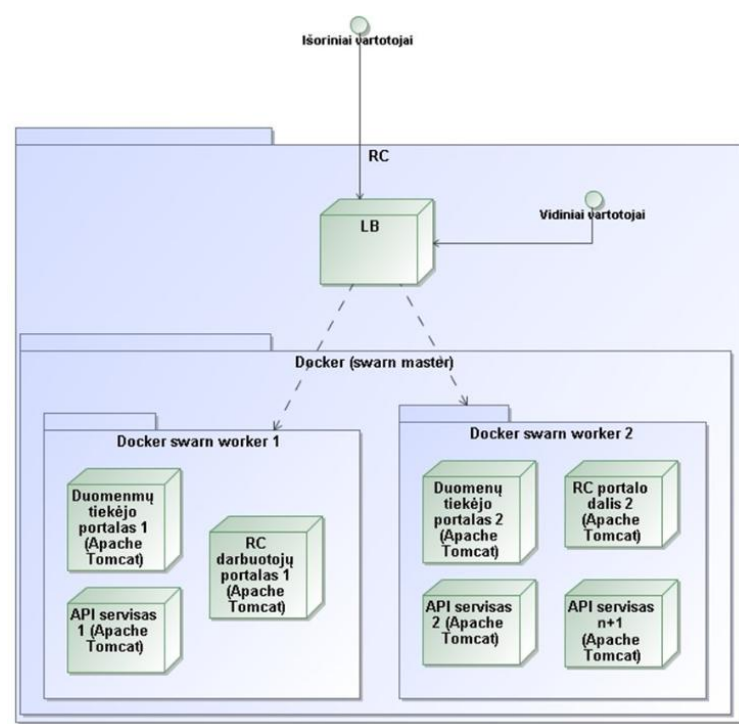 Išoriniai vartotojai
RC
LB
Vidiniai vartotojai
Docker (swarn master)
Docker swarn worker 1
Duomenmų
tiekėjo
portalas 1
(Apache
Tomcat)
RC
darbuotojų
portalas 1
(Apache
Tomcat)
API servisas
1 (Apache
Tomcat)
Docker swarn worker 2
Duomenų
tiekėjo
portalas 2
(Apache
Tomcat)
RC portalo
dalis 2
(Apache
Tomcat)
API servisas
2 (Apache
Tomcat)
API servisas
n+1
(Apache
Tomcat)